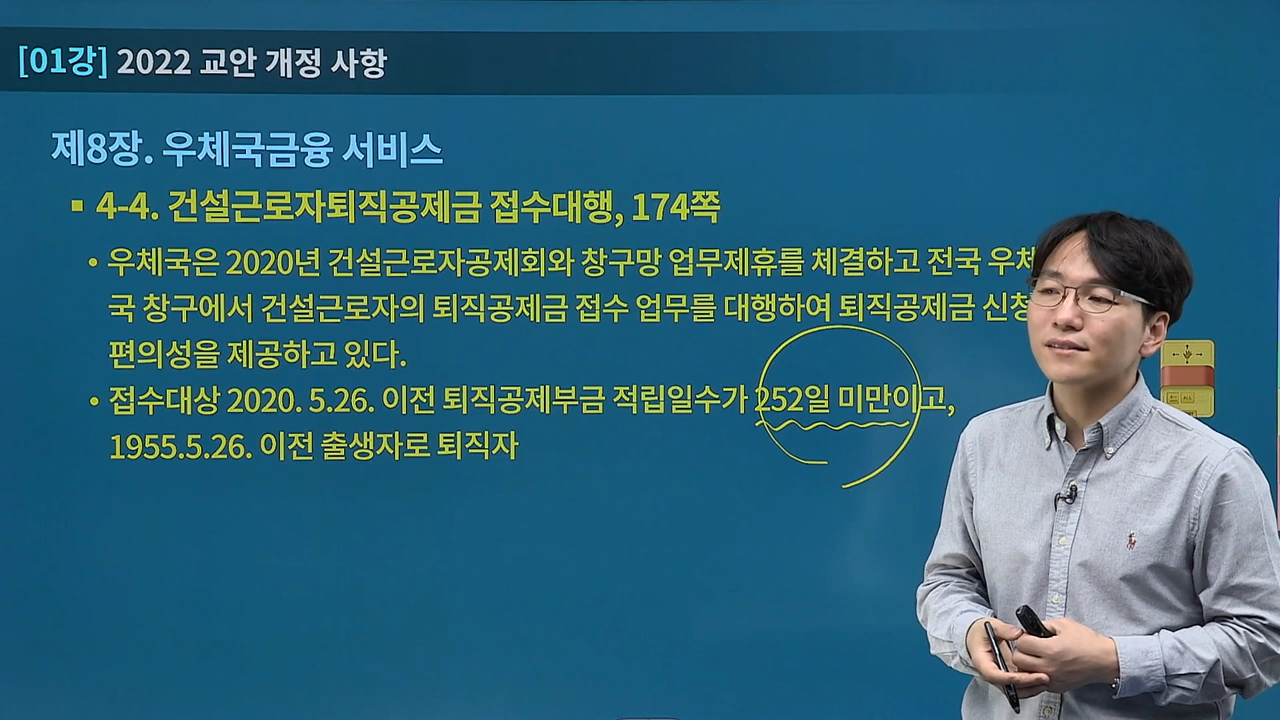 [01강] 2022 교안 개정 사항
제8장. 우체국금융 서비스
▪ 4-4. 건설근로자퇴직공제금 접수대행, 174쪽
• 우체국은 2020년 건설근로자공제회와 창구망 업무제휴를 체결하고 전국 우체
국 창구에서 건설근로자의 퇴직공제금 접수 업무를 대행하여 퇴직공제금 신청
편의성을 제공하고 있다.
• 접수대상 2020. 5.26. 이전 퇴직공제부금 적립일수가 252일 미만이고,
1955.5.26. 이전 출생자로 퇴직자